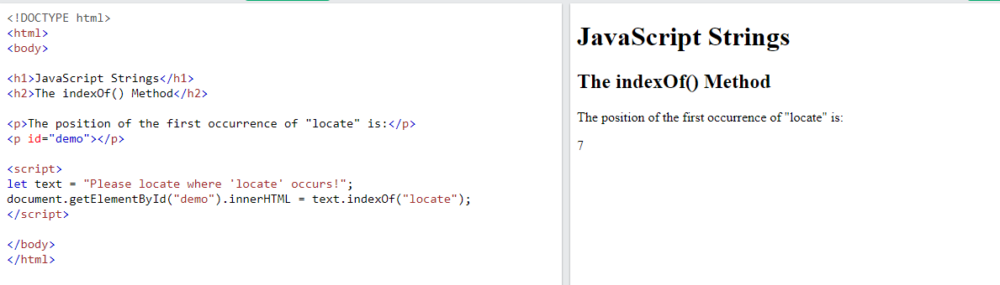 <!DOCTYPE html>
<html>
<body>
<h1>JavaScript Strings</h1>
<h2>The indexOf() Method</h2>
<p>The position of the first occurrence of "locate" is:</p>
<p id="demo"></p>
<script>
let text = "Please locate where 'locate' occurs!";
document.getElementById("demo").innerHTML = text.indexOf("locate");
</script>
</body>
</html>
JavaScript Strings
The indexOf() Method
The position of the first occurrence of "locate" is:
7